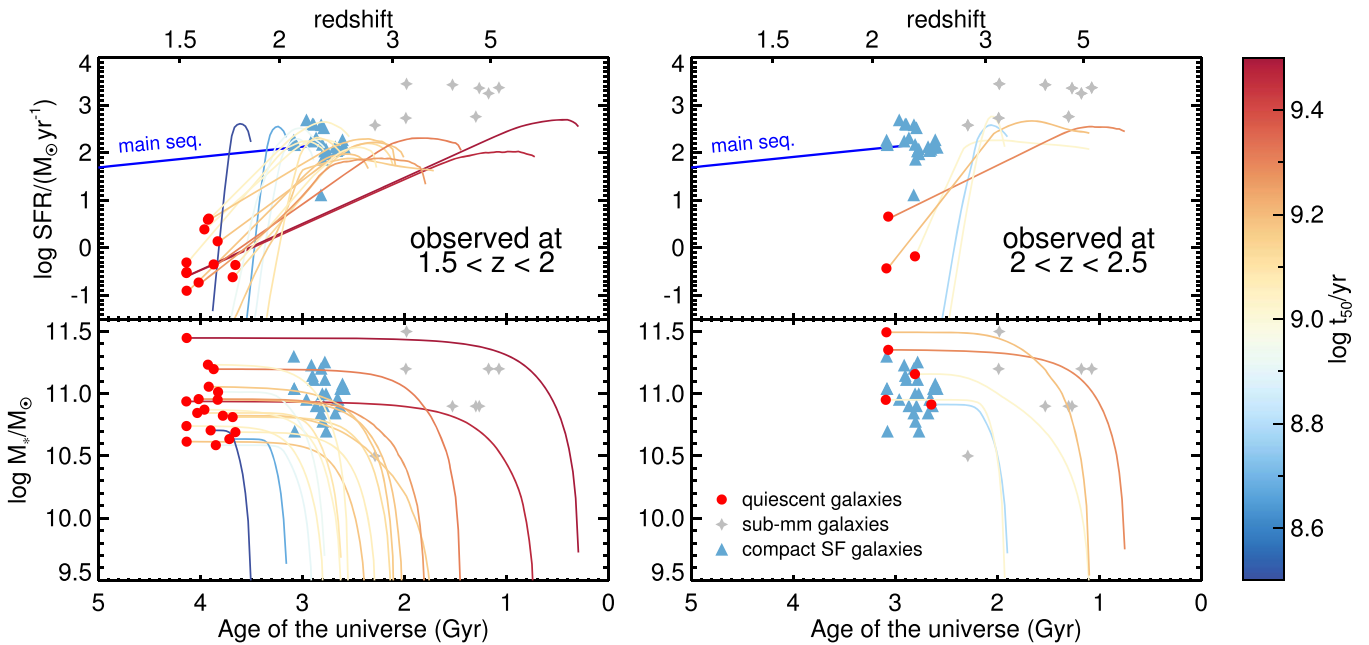 redshift
1.5 2 3 5
redshift
1.5 2 3 5
4
3
2
1
0
-1
log SFR/(M☉ yr⁻¹)
main seq.
observed at
1.5 < z < 2
4
3
2
1
0
-1
main seq.
observed at
2 < z < 2.5
11.5
11.0
10.5
10.0
9.5
log M*/M☉
11.5
11.0
10.5
10.0
9.5
quiescent galaxies
sub-mm galaxies
compact SF galaxies
5 4 3 2 1 0
Age of the universe (Gyr)
5 4 3 2 1 0
Age of the universe (Gyr)
9.4
9.2
9.0
8.8
8.6
log t₅₀/yr